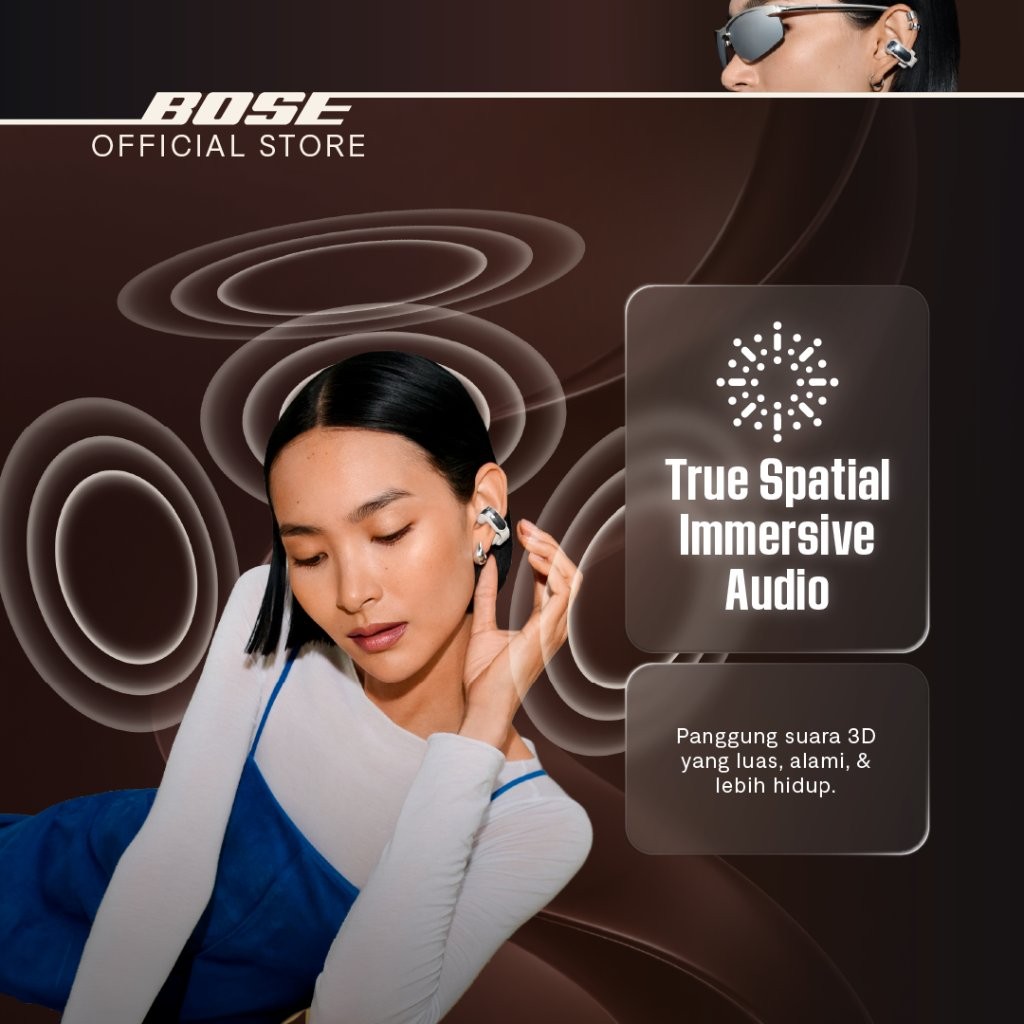 BOSE
OFFICIAL STORE
True Spatial
Immersive
Audio
Panggung suara 3D
yang luas, alami, &
lebih hidup.